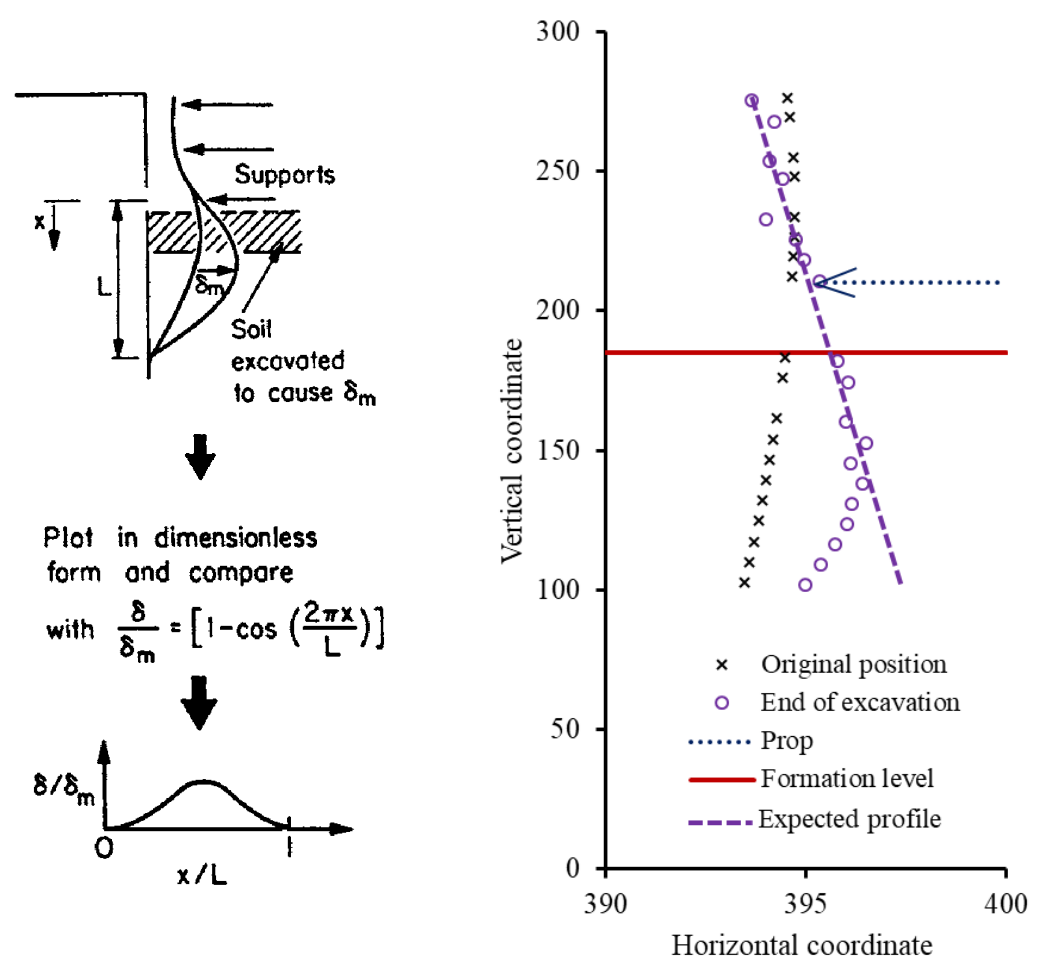 Supports
x
L
δm
Soil
excavated
to cause δm
Plot in dimensionless
form and compare
with δ/δm = [1-cos (2πx/L)]
δ/δm
0
1
x/L
300
250
200
150
100
50
0
390
395
400
Vertical coordinate
Horizontal coordinate
Original position
End of excavation
Prop
Formation level
Expected profile